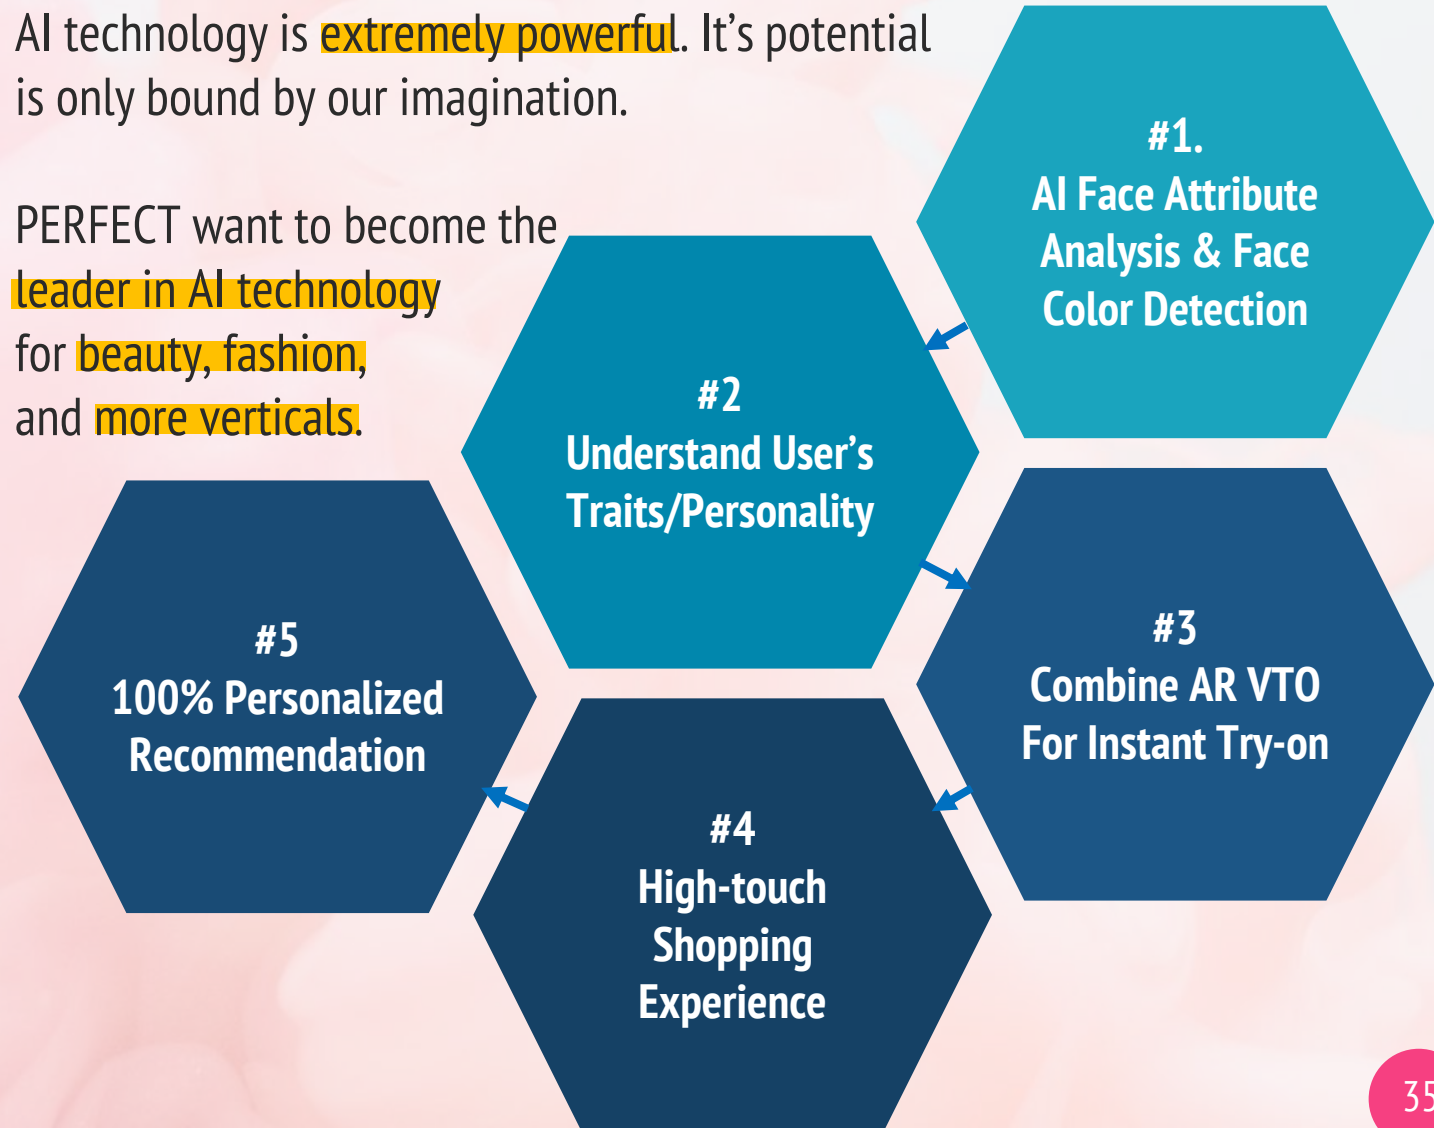 AI technology is extremely powerful. It’s potential
is only bound by our imagination.
PERFECT want to become the
leader in AI technology
for beauty, fashion,
and more verticals.
#1.
AI Face Attribute
Analysis & Face
Color Detection
#2
Understand User’s
Traits/Personality
#3
Combine AR VTO
For Instant Try-on
#4
High-touch
Shopping
Experience
#5
100% Personalized
Recommendation
35